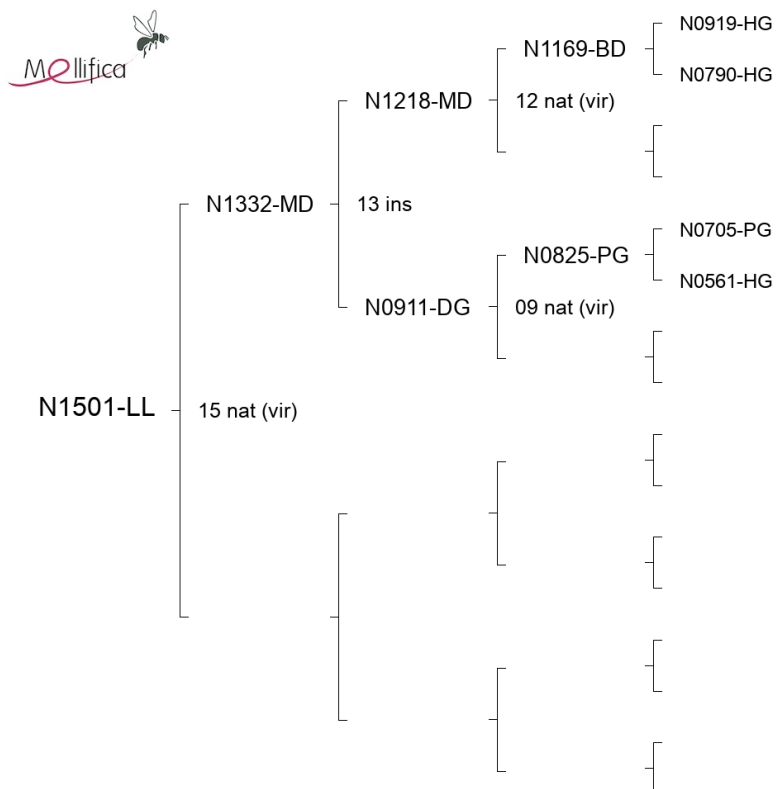 Mellifica
N0919-HG
N1169-BD
N0790-HG
N1218-MD
12 nat (vir)
N1332-MD
13 ins
N0705-PG
N0825-PG
N0561-HG
N0911-DG
09 nat (vir)
N1501-LL
15 nat (vir)